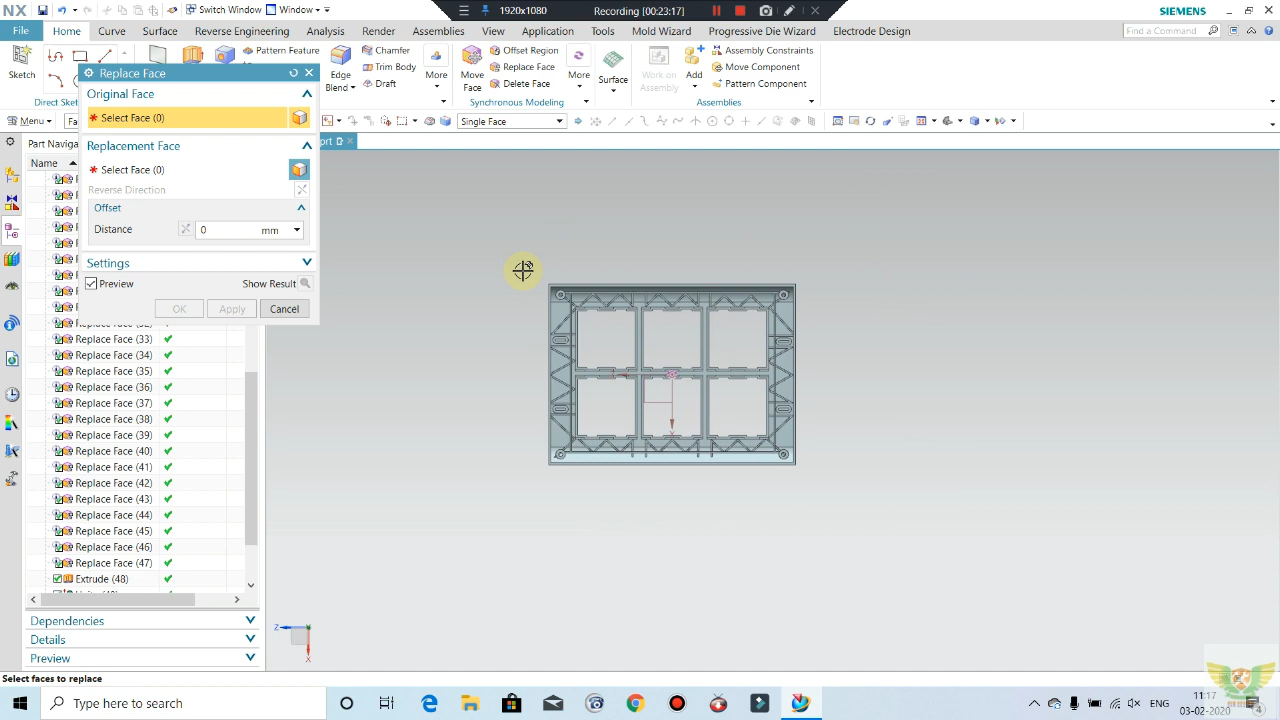 NX
Switch Window
Window
1920x1080
Recording [00:23:17]
SIEMENS
File
Home
Assemblies
Curve
Surface
Reverse Engineering
Analysis
Render
Assemblies
View
Application
Tools
Mold Wizard
Progressive Die Wizard
Electrode Design
Find a Command
Sketch
Pattern Feature
Edge
Blend
Chamfer
Trim Body
Draft
More
Move
Face
Offset Region
Replace Face
Delete Face
More
Surface
Work on
Assembly
Add
Assembly Constraints
Move Component
Pattern Component
Direct Sketch
Synchronous Modeling
Assemblies
Menu
Single Face
Replace Face
Original Face
* Select Face (0)
Replacement Face
* Select Face (0)
Reverse Direction
Offset
Distance
0
mm
Settings
Preview
Show Result
OK
Apply
Cancel
Part Naviga
Name
Replace Face (33)
Replace Face (34)
Replace Face (35)
Replace Face (36)
Replace Face (37)
Replace Face (38)
Replace Face (39)
Replace Face (40)
Replace Face (41)
Replace Face (42)
Replace Face (43)
Replace Face (44)
Replace Face (45)
Replace Face (46)
Replace Face (47)
Extrude (48)
Dependencies
Details
Preview
Z
X
Select faces to replace
Type here to search
ENG
11:17
03-02-2020
4